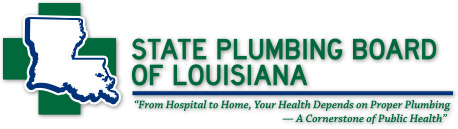 STATE PLUMBING BOARD
OF LOUISIANA
“From Hospital to Home, Your Health Depends on Proper Plumbing
— A Cornerstone of Public Health”